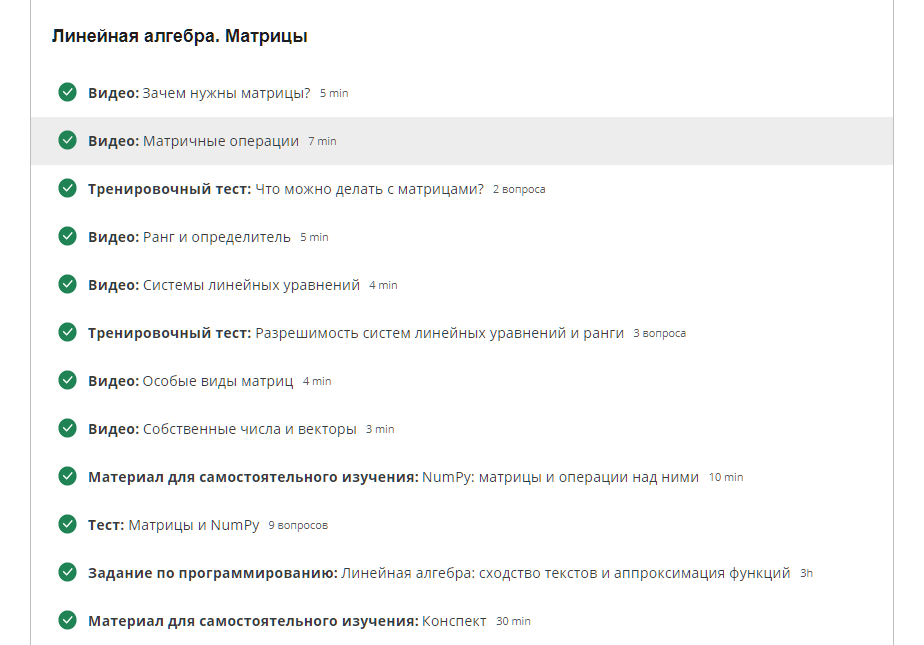 Линейная алгебра. Матрицы
Видео: Зачем нужны матрицы? 5 min
Видео: Матричные операции 7 min
Тренировочный тест: Что можно делать с матрицами? 2 вопроса
Видео: Ранг и определитель 5 min
Видео: Системы линейных уравнений 4 min
Тренировочный тест: Разрешимость систем линейных уравнений и ранги 3 вопроса
Видео: Особые виды матриц 4 min
Видео: Собственные числа и векторы 3 min
Материал для самостоятельного изучения: NumPy: матрицы и операции над ними 10 min
Тест: Матрицы и NumPy 9 вопросов
Задание по программированию: Линейная алгебра: сходство текстов и аппроксимация функций 3h
Материал для самостоятельного изучения: Конспект 30 min